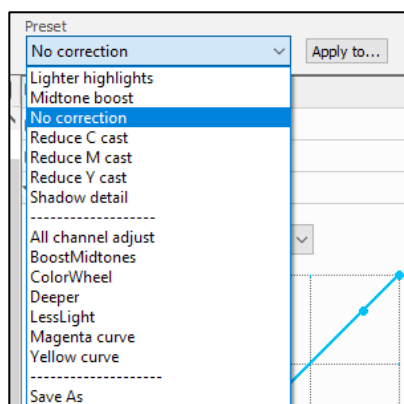 Preset
No correction
Apply to...
Lighter highlights
Midtone boost
No correction
Reduce C cast
Reduce M cast
Reduce Y cast
Shadow detail
-------------------
All channel adjust
BoostMidtones
ColorWheel
Deeper
LessLight
Magenta curve
Yellow curve
--------------------
Save As